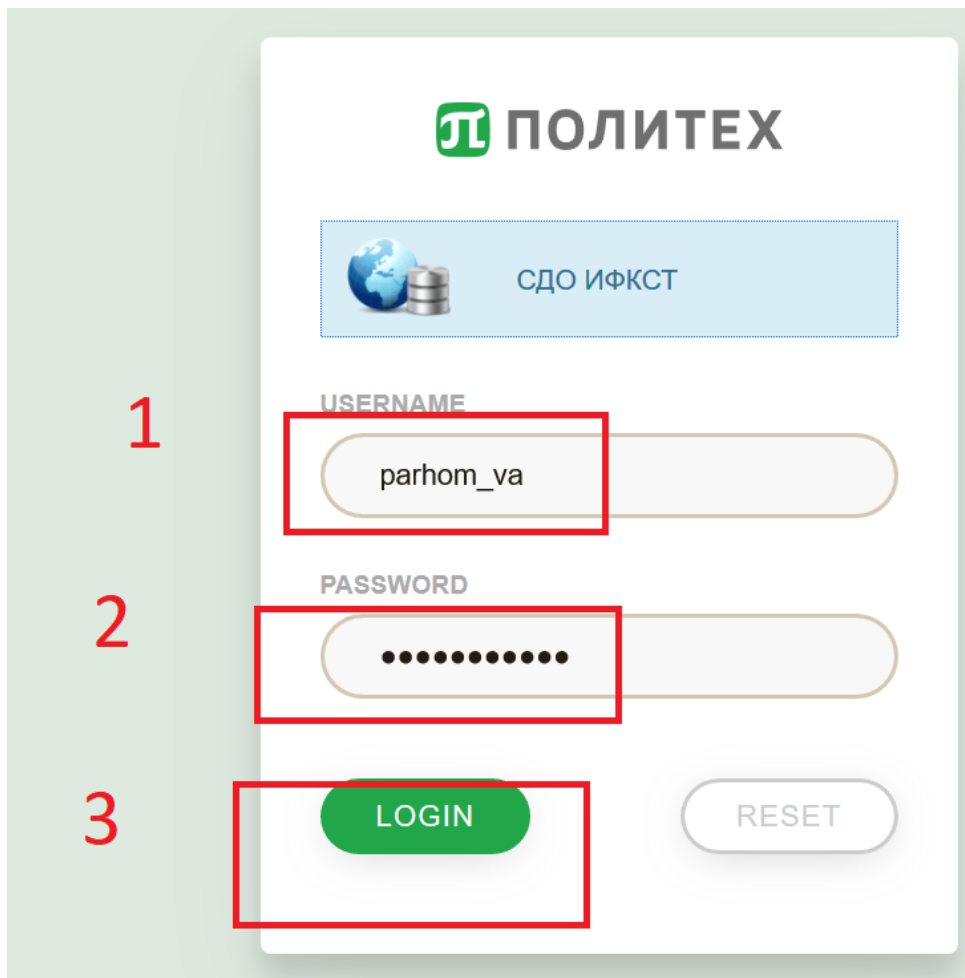 π ПОЛИТЕХ
СДО ИФКСТ
1
USERNAME
parhom_va
2
PASSWORD
•••••••••••
3
LOGIN
RESET